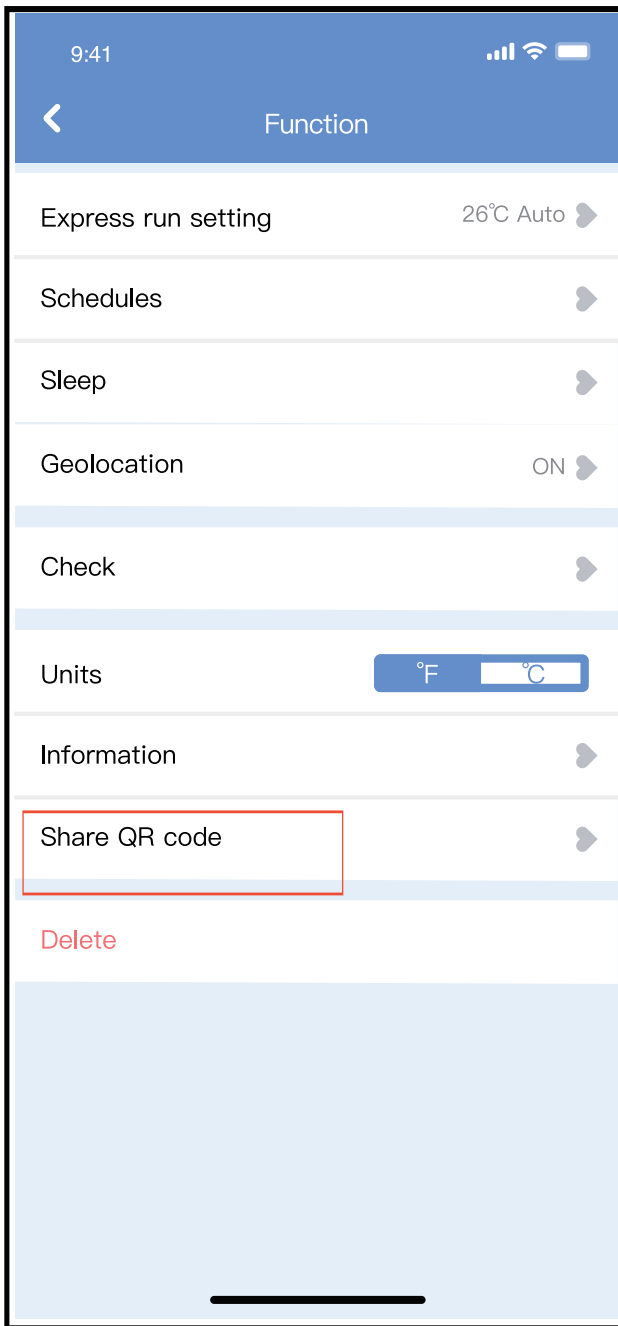 9:41
Function
Express run setting 26℃ Auto
Schedules
Sleep
Geolocation ON
Check
Units ℉ ℃
Information
Share QR code
Delete